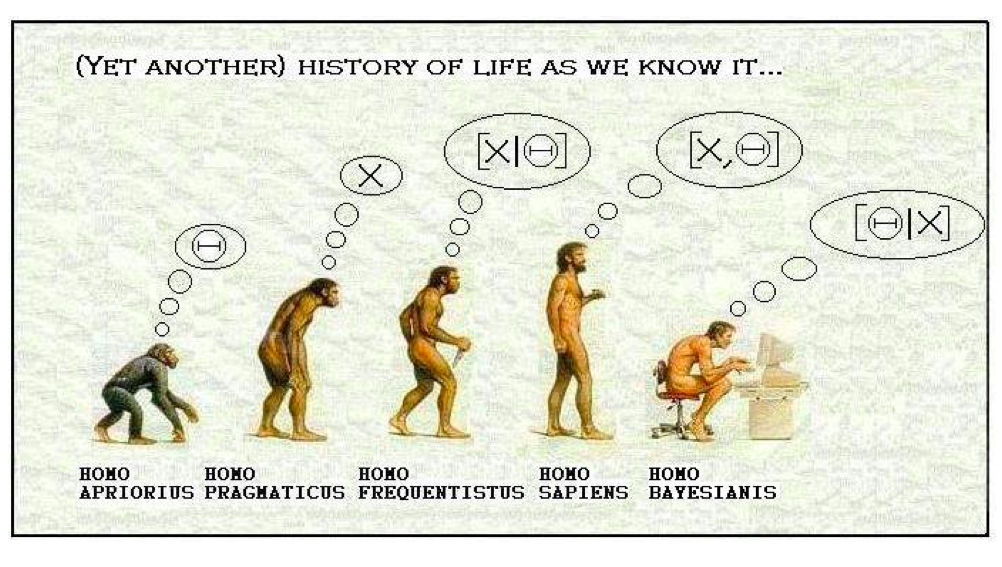 (YET ANOTHER) HISTORY OF LIFE AS WE KNOW IT...
Θ
X
[X|Θ]
[X,Θ]
[Θ|X]
HOMO APRIORIUS
HOMO PRAGMATICUS
HOMO FREQUENTISTUS
HOMO SAPIENS
HOMO BAYESIANIS